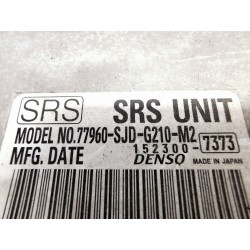 SRS SRS UNIT
MODEL NO.77960-SJD-G210-M2
152300-7373
MFG. DATE DENSO MADE IN JAPAN